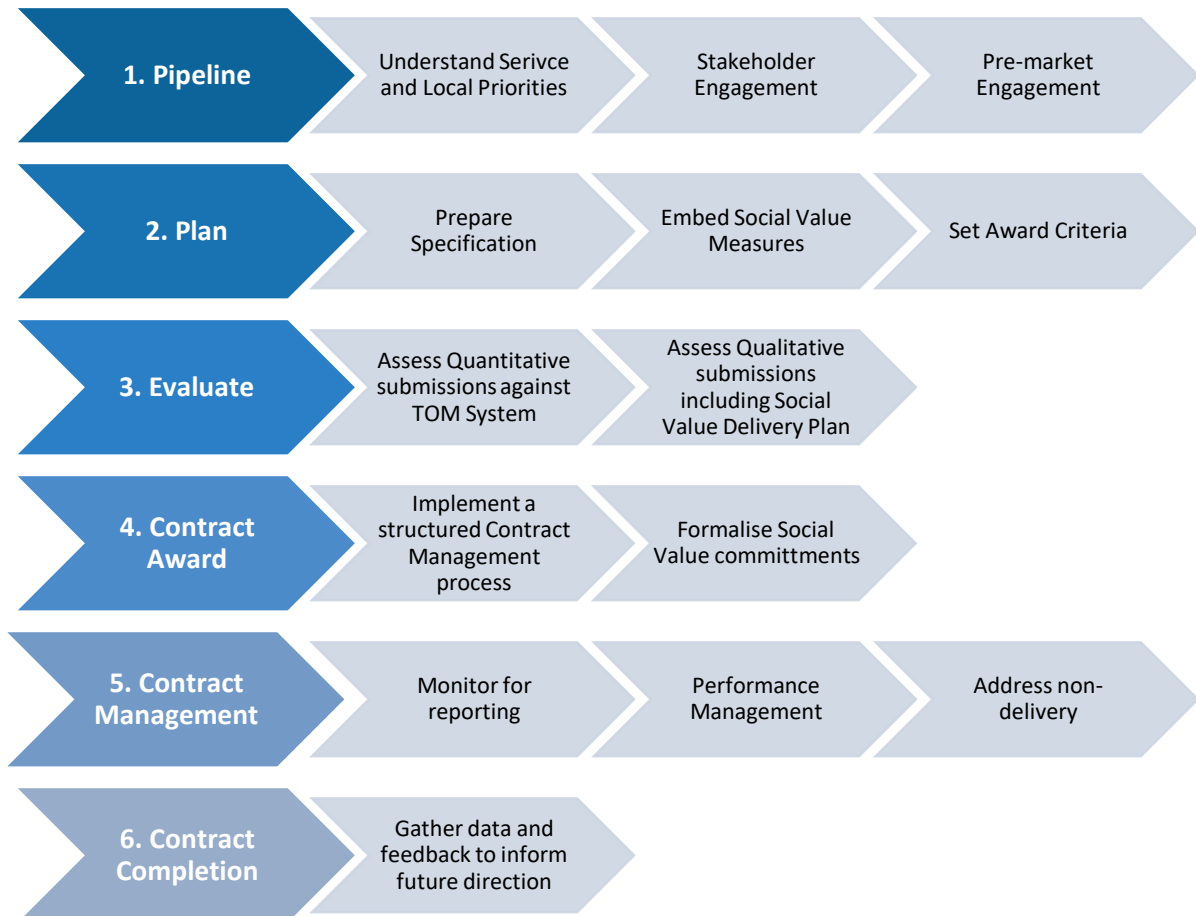 1. Pipeline
Understand Serivce
and Local Priorities
Stakeholder
Engagement
Pre-market
Engagement
2. Plan
Prepare
Specification
Embed Social Value
Measures
Set Award Criteria
3. Evaluate
Assess Quantitative
submissions against
TOM System
Assess Qualitative
submissions
including Social
Value Delivery Plan
4. Contract
Award
Implement a
structured Contract
Management
process
Formalise Social
Value committments
5. Contract
Management
Monitor for
reporting
Performance
Management
Address non-
delivery
6. Contract
Completion
Gather data and
feedback to inform
future direction